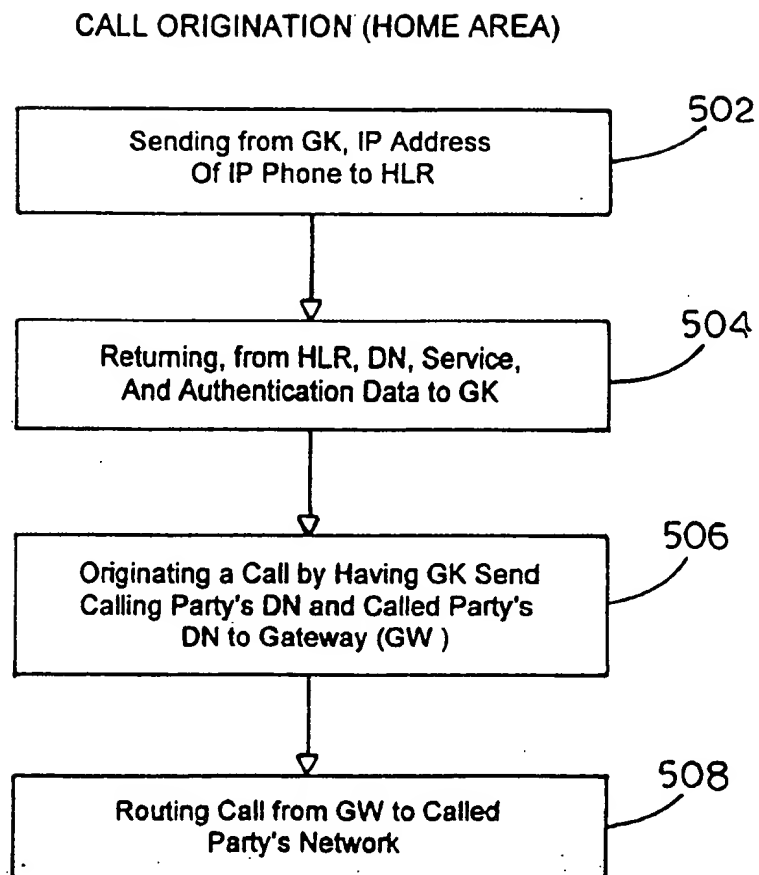 CALL ORIGINATION (HOME AREA)
502
Sending from GK, IP Address
Of IP Phone to HLR
504
Returning, from HLR, DN, Service,
And Authentication Data to GK
506
Originating a Call by Having GK Send
Calling Party's DN and Called Party's
DN to Gateway (GW )
508
Routing Call from GW to Called
Party's Network